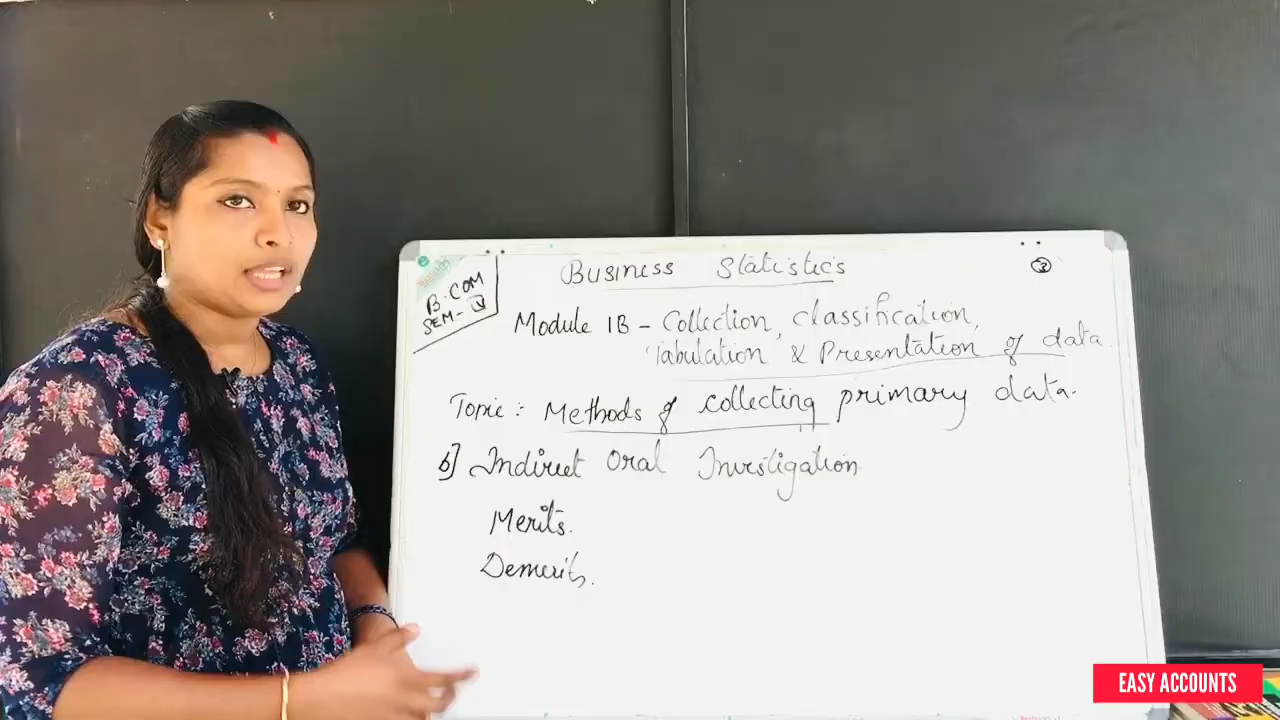 Business Statistics
B.COM
SEM-
Module 1B - Collection, classification,
Tabulation & Presentation of data.
Topic :- Methods of collecting primary data.
b] Indirect Oral Investigation
Merits.
Demerits.
EASY ACCOUNTS